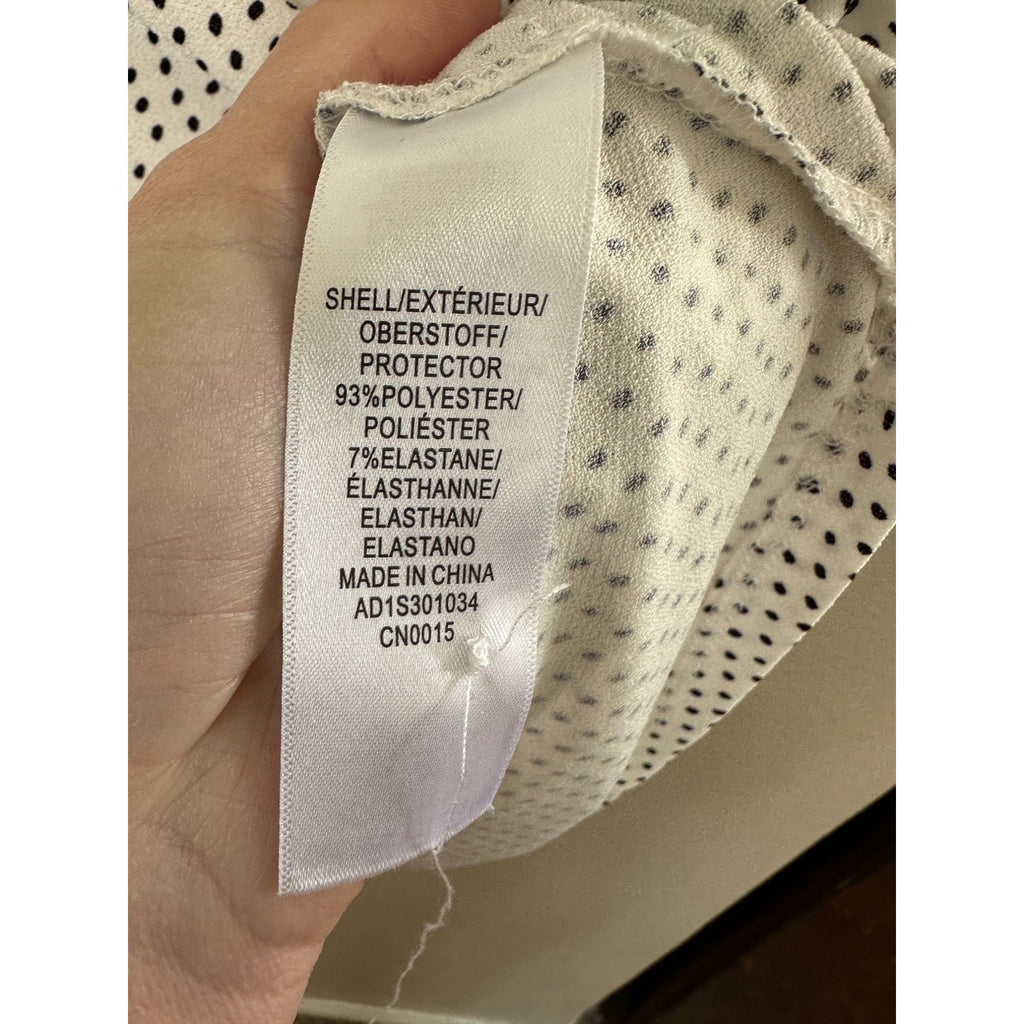 SHELL/EXTÉRIEUR/
OBERSTOFF/
PROTECTOR
93%POLYESTER/
POLIÉSTER
7%ELASTANE/
ÉLASTHANNE/
ELASTHAN/
ELASTANO
MADE IN CHINA
AD1S301034
CN0015